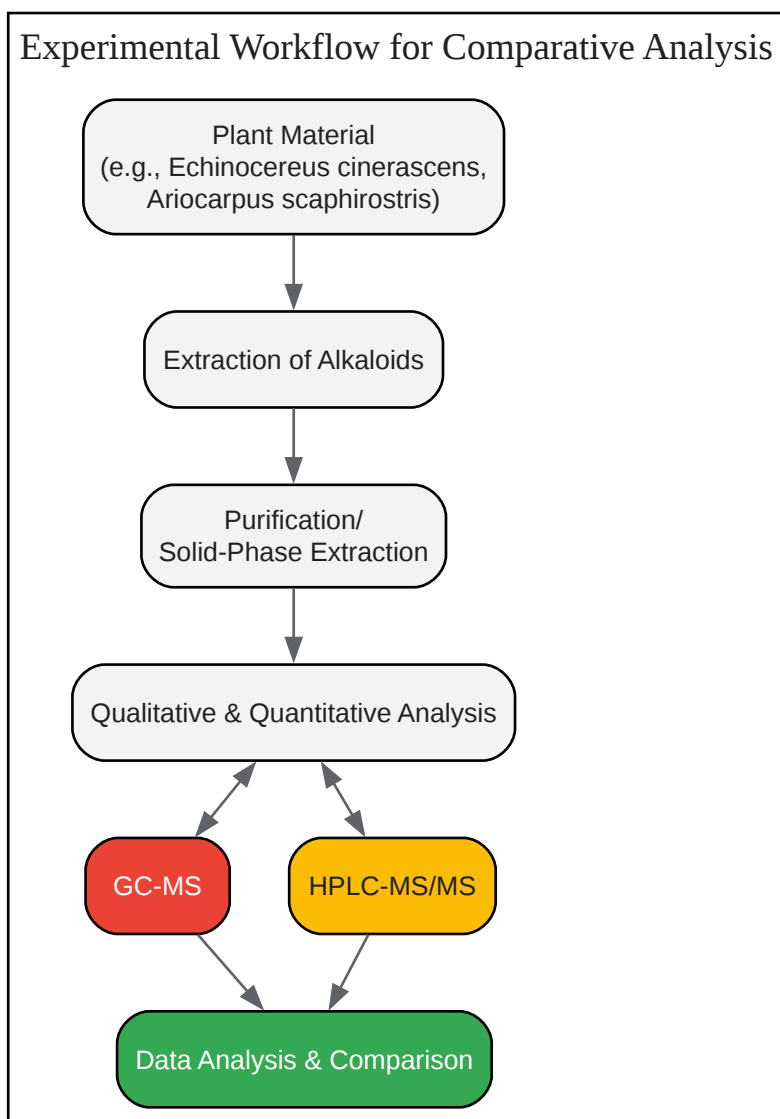 Experimental Workflow for Comparative Analysis
Plant Material
(e.g., Echinocereus cinerascens,
Ariocarpus scaphirostris)
Extraction of Alkaloids
Purification/
Solid-Phase Extraction
Qualitative & Quantitative Analysis
GC-MS
HPLC-MS/MS
Data Analysis & Comparison